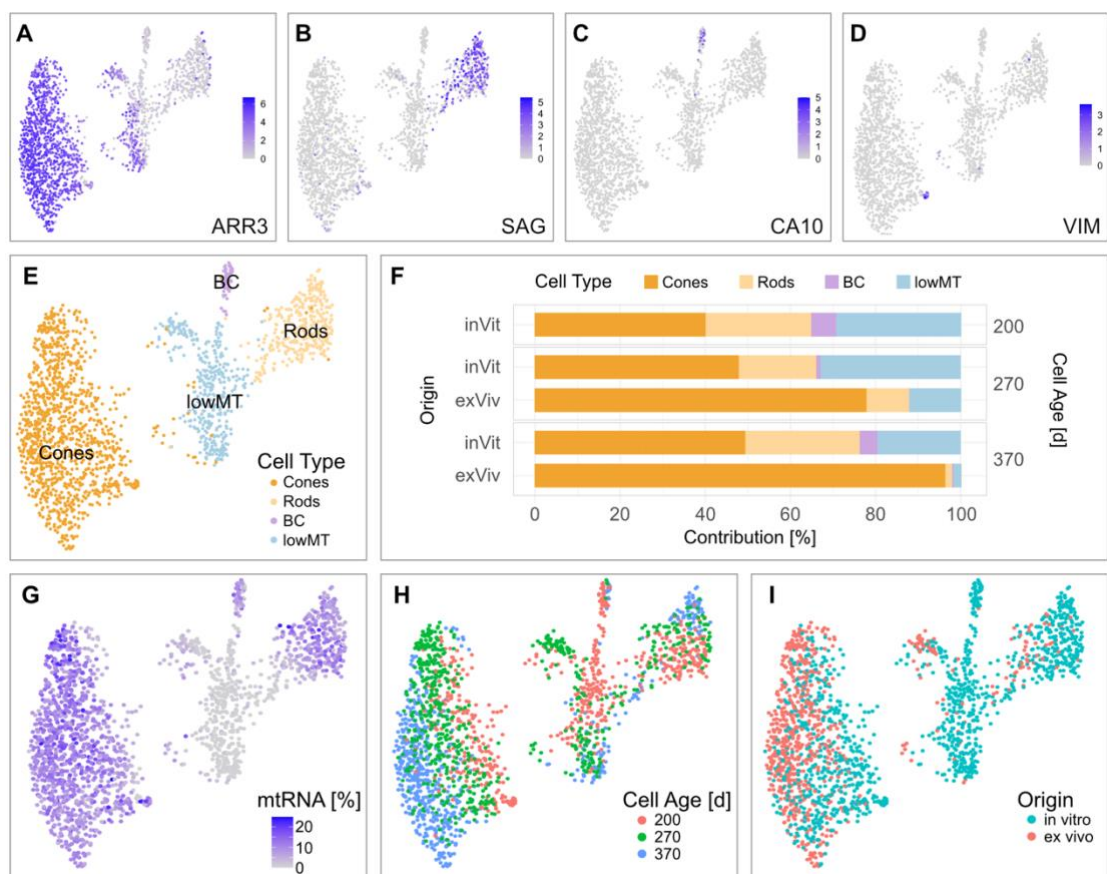 A
6
4
2
0
ARR3
B
5
4
3
2
1
0
SAG
C
5
4
3
2
1
0
CA10
D
3
2
1
0
VIM
E
BC
Rods
lowMT
Cones
Cell Type
Cones
Rods
BC
lowMT
F
Cell Type Cones Rods BC lowMT
inVit 200
inVit
exViv 270
inVit
exViv 370
Origin
Cell Age [d]
0 20 40 60 80 100
Contribution [%]
G
mtRNA [%]
20
10
0
H
Cell Age [d]
200
270
370
I
Origin
in vitro
ex vivo